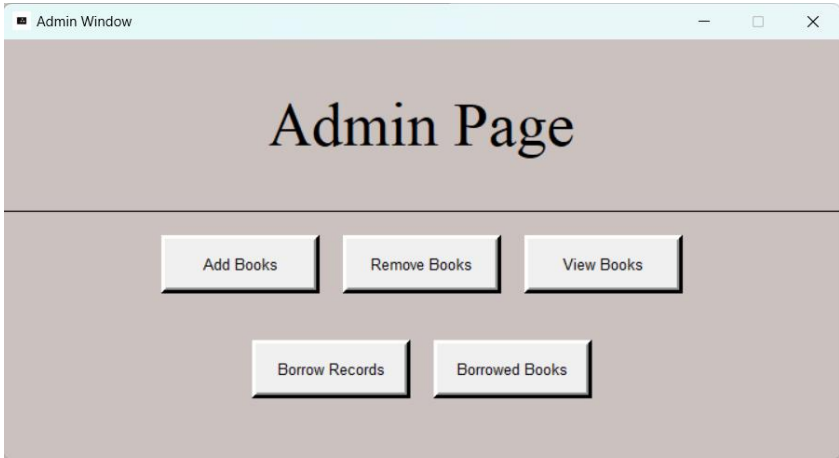 Admin Window
Admin Page
Add Books
Remove Books
View Books
Borrow Records
Borrowed Books